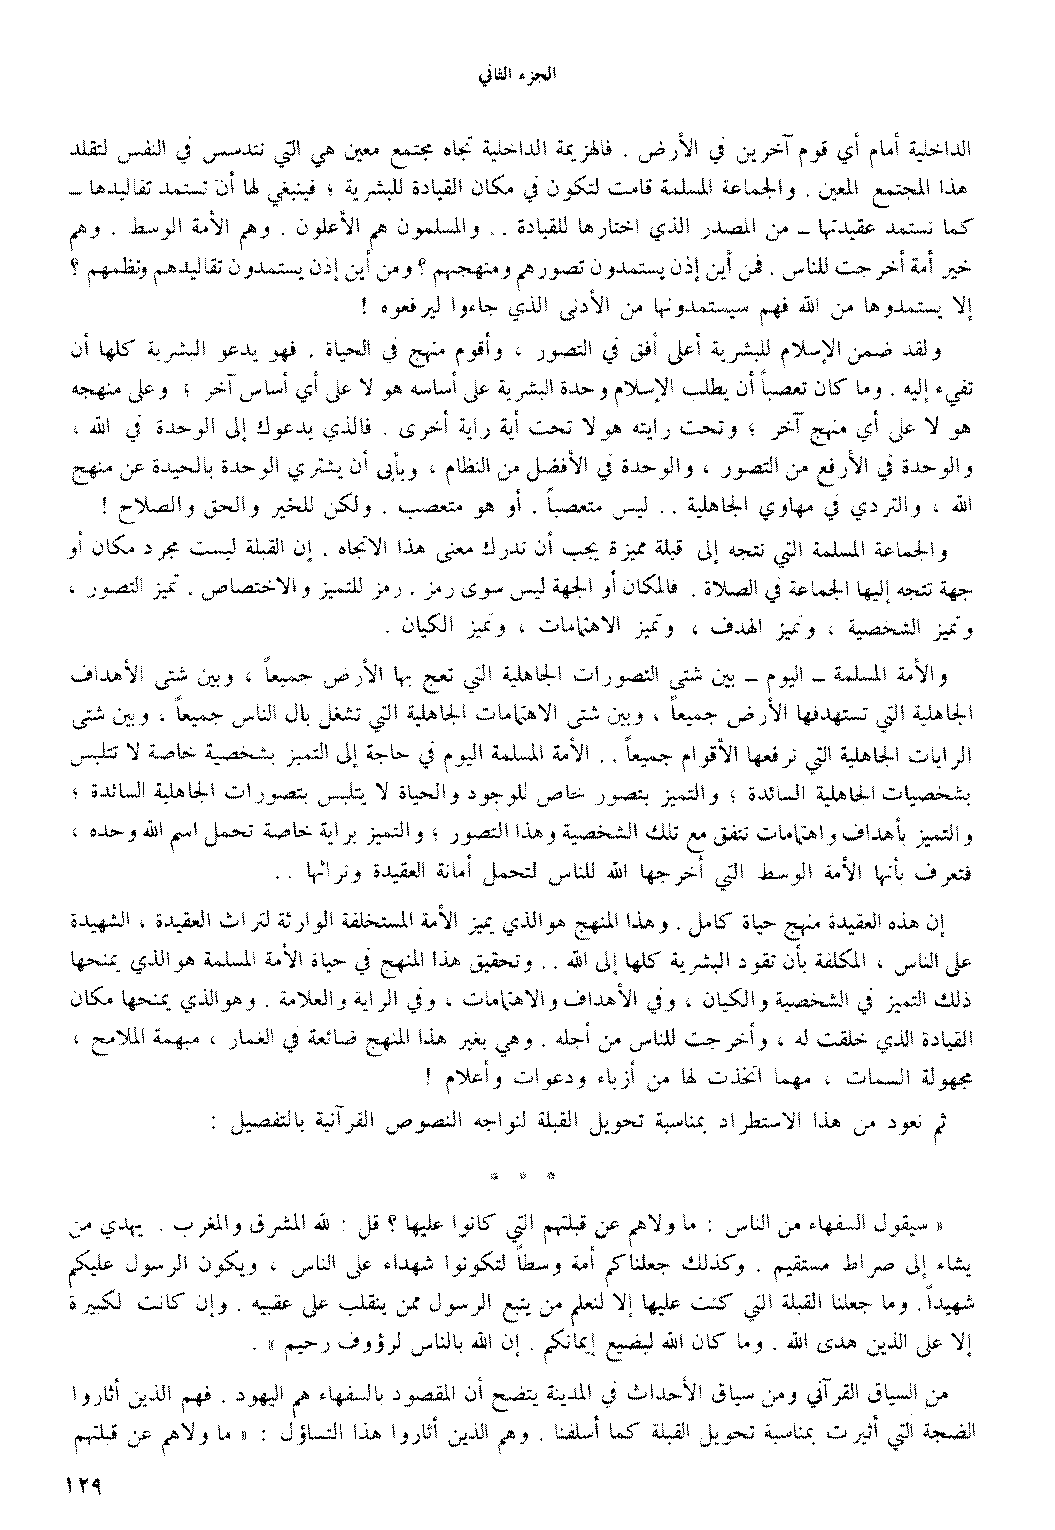 الجزء الثاني
الداخلية أمام أي قوم آخرين في الأرض . فالهزيمة الداخلية تجاه مجتمع معين هي التي تتدسس في النفس لتقلد
هذا المجتمع المعين . والجماعة المسلمة قامت لتكون في مكان القيادة للبشرية ؛ فينبغي لها أن تستمد تقاليدها –
كما تستمد عقيدتها – من المصدر الذي اختارها للقيادة . . والمسلمون هم الأعلون . وهم الأمة الوسط . وهم
خير أمة أخرجت للناس . فمن أين إذن يستمدون تصورهم ومنهجهم ؟ ومن أين إذن يستمدون تقاليدهم ونظمهم ؟
إلا يستمدوها من الله فهم سيستمدونها من الأدنى الذي جاءوا ليرفعوه !
ولقد ضمن الإسلام للبشرية أعلى أفق في التصور ، وأقوم منهج في الحياة . فهو يدعو البشرية كلها أن
تفيء إليه . وما كان تعصباً أن يطلب الإسلام وحدة البشرية على أساسه هو لا على أي أساس آخر ؛ وعلى منهجه
هو لا على أي منهج آخر ؛ وتحت رايته هو لا تحت أية راية أخرى . فالذي يدعوك إلى الوحدة في الله ،
والوحدة في الأرفع من التصور ، والوحدة في الأفضل من النظام ، ويأبى أن يشتري الوحدة بالحيدة عن منهج
الله ، والتردي في مهاوي الجاهلية . . ليس متعصباً . أو هو متعصب . ولكن للخير والحق والصلاح !
والجماعة المسلمة التي تتجه إلى قبلة مميزة يجب أن تدرك معنى هذا الاتجاه . إن القبلة ليست مجرد مكان أو
جهة تتجه إليها الجماعة في الصلاة . فالمكان أو الجهة ليس سوى رمز . رمز للتميز والاختصاص . تميز التصور ،
وتميز الشخصية ، وتميز الهدف ، وتميز الاهتمامات ، وتميز الكيان .
والأمة المسلمة – اليوم – بين شتى التصورات الجاهلية التي تعج بها الأرض جميعاً ، وبين شتى الأهداف
الجاهلية التي تستهدفها الأرض جميعاً ، وبين شتى الاهتمامات الجاهلية التي تشغل بال الناس جميعاً ، وبين شتى
الرايات الجاهلية التي ترفعها الأقوام جميعاً . . الأمة المسلمة اليوم في حاجة إلى التميز بشخصية خاصة لا تتلبس
بشخصيات الجاهلية السائدة ؛ والتميز بتصور خاص للوجود والحياة لا يتلبس بتصورات الجاهلية السائدة ؛
والتميز بأهداف واهتمامات تتفق مع تلك الشخصية وهذا التصور ؛ والتميز براية خاصة تحمل اسم الله وحده ،
فتعرف بأنها الأمة الوسط التي أخرجها الله للناس لتحمل أمانة العقيدة وتراثها . .
إن هذه العقيدة منهج حياة كامل . وهذا المنهج هو الذي يميز الأمة المستخلفة الوارثة لتراث العقيدة ، الشهيدة
على الناس ، المكلفة بأن تقود البشرية كلها إلى الله . . وتحقيق هذا المنهج في حياة الأمة المسلمة هو الذي يمنحها
ذلك التميز في الشخصية والكيان ، وفي الأهداف والاهتمامات ، وفي الراية والعلامة . وهو الذي يمنحها مكان
القيادة الذي خلقت له ، وأخرجت للناس من أجله . وهي بغير هذا المنهج ضائعة في الغمار ، مبهمة الملامح ،
مجهولة السمات ، مهما اتخذت لها من أزياء ودعوات وأعلام !
ثم نعود من هذا الاستطراد بمناسبة تحويل القبلة لنواجه النصوص القرآنية بالتفصيل :
* * *
« سيقول السفهاء من الناس : ما ولاهم عن قبلتهم التي كانوا عليها ؟ قل : لله المشرق والمغرب . يهدي من
يشاء إلى صراط مستقيم . وكذلك جعلناكم أمة وسطاً لتكونوا شهداء على الناس ، ويكون الرسول عليكم
شهيداً . وما جعلنا القبلة التي كنت عليها إلا لنعلم من يتبع الرسول ممن ينقلب على عقبيه . وإن كانت لكبيرة
إلا على الذين هدى الله . وما كان الله ليضيع إيمانكم . إن الله بالناس لرؤوف رحيم » .
من السياق القرآني ومن سياق الأحداث في المدينة يتضح أن المقصود بالسفهاء هم اليهود . فهم الذين أثاروا
الضجة التي أثيرت بمناسبة تحويل القبلة كما أسلفنا . وهم الذين أثاروا هذا التساؤل : « ما ولاهم عن قبلتهم
١٢٩